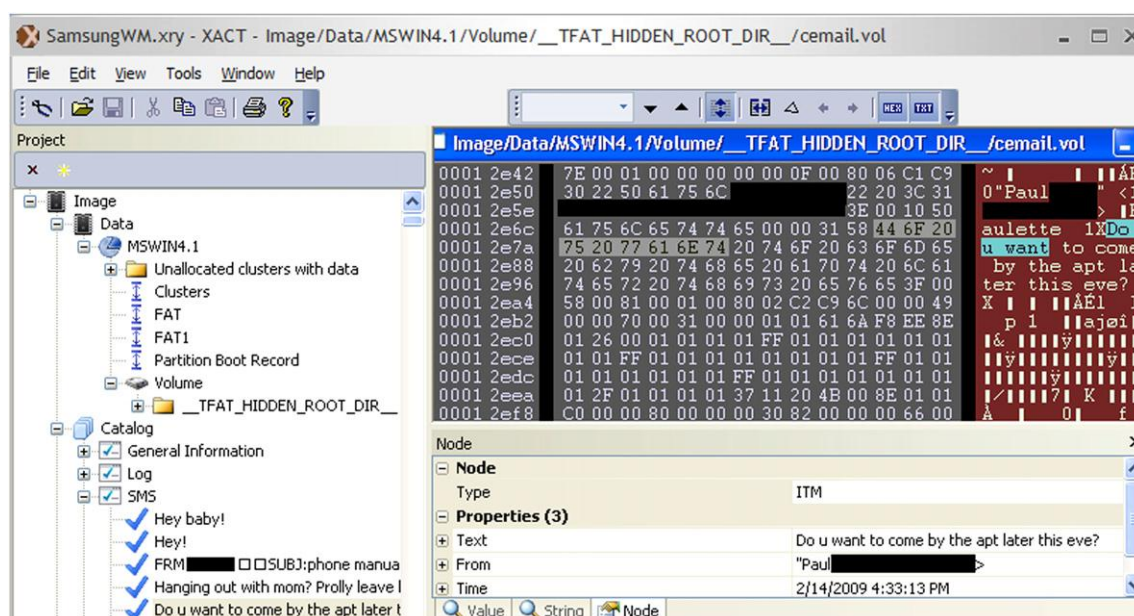 SamsungWM.xry - XACT - Image/Data/MSWIN4.1/Volume/__TFAT_HIDDEN_ROOT_DIR__/cemail.vol
File Edit View Tools Window Help
HEX TXT
Project
Image
Data
MSWIN4.1
Unallocated clusters with data
Clusters
FAT
FAT1
Partition Boot Record
Volume
__TFAT_HIDDEN_ROOT_DIR__
Catalog
General Information
Log
SMS
Hey baby!
Hey!
FRM SUBJ:phone manua
Hanging out with mom? Prolly leave l
Do u want to come by the apt later t
Image/Data/MSWIN4.1/Volume/__TFAT_HIDDEN_ROOT_DIR__/cemail.vol
0001 2e42 7E 00 01 00 00 00 00 00 0F 00 80 06 C1 C9 ~
0001 2e50 30 22 50 61 75 6C 22 20 3C 31 0"Paul " <1
0001 2e5e 3E 00 10 50 >
0001 2e6c 61 75 6C 65 74 74 65 00 00 31 58 44 6F 20 aulette 1XDo
0001 2e7a 75 20 77 61 6E 74 20 74 6F 20 63 6F 6D 65 u want to come
0001 2e88 20 62 79 20 74 68 65 20 61 70 74 20 6C 61 by the apt la
0001 2e96 74 65 72 20 74 68 69 73 20 65 76 65 3F 00 ter this eve?
0001 2ea4 58 00 81 00 01 00 80 02 C2 C9 6C 00 00 49 X ÂÉl
0001 2eb2 00 00 70 00 31 00 00 01 01 61 6A F8 EE 8E p 1 ajøî
0001 2ec0 01 26 00 01 01 01 01 FF 01 01 01 01 01 01 & ÿ
0001 2ece 01 01 FF 01 01 01 01 01 01 01 01 FF 01 01 ÿ ÿ
0001 2edc 01 01 01 01 01 01 FF 01 01 01 01 01 01 01 ÿ
0001 2eea 01 2F 01 01 01 01 37 11 20 4B 00 8E 01 01 / 7 K
0001 2ef8 C0 00 00 80 00 00 00 30 82 00 00 00 66 00 À 0 f
Node
Node
Type ITM
Properties (3)
Text Do u want to come by the apt later this eve?
From "Paul >
Time 2/14/2009 4:33:13 PM
Value String Node